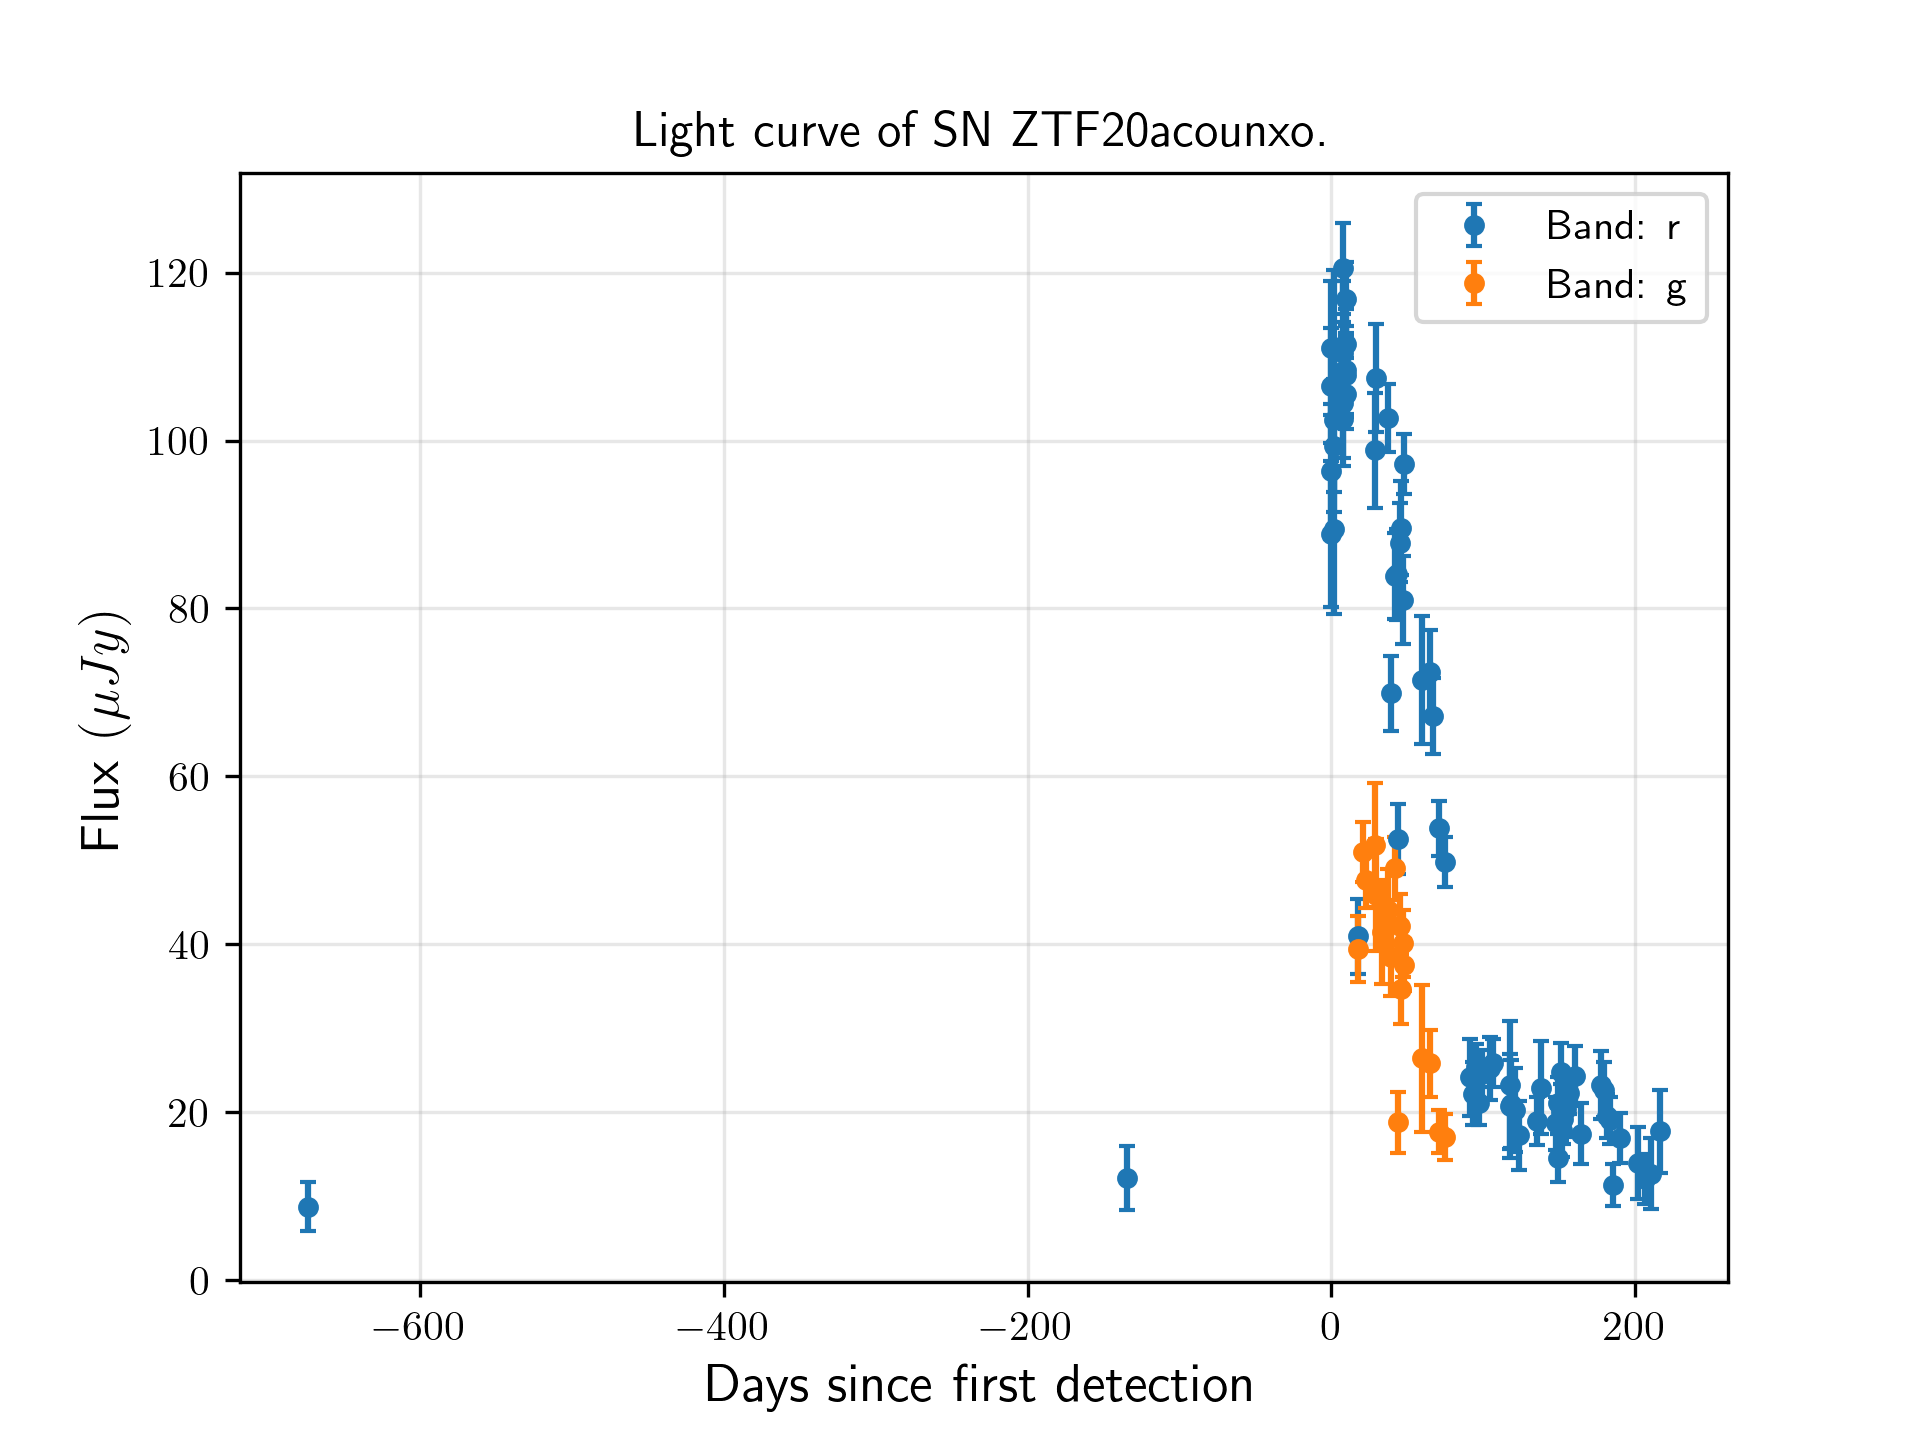 Light curve of SN ZTF20acounxo.
Band: r
Band: g
120
100
80
60
40
20
0
Flux (μJy)
−600
−400
−200
0
200
Days since first detection